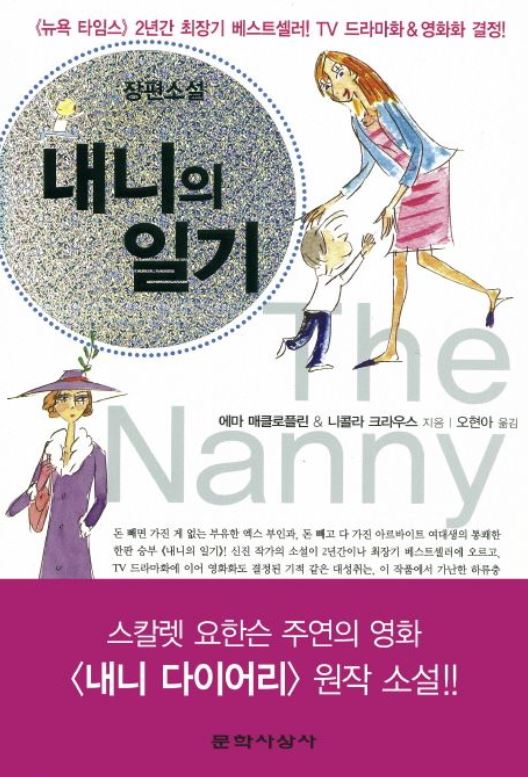 《뉴욕 타임스》 2년간 최장기 베스트셀러! TV 드라마화 & 영화화 결정!
장편소설
내니의
일기
The
Nanny
에마 매클로플린 & 니콜라 크라우스 지음 | 오현아 옮김
돈 빼면 가진 게 없는 부유한 엑스 부인과, 돈 빼고 다 가진 아르바이트 여대생의 통쾌한
한판 승부 《내니의 일기》! 신진 작가의 소설이 2년간이나 최장기 베스트셀러에 오르고,
TV 드라마화에 이어 영화화도 결정된 기적 같은 대성취는, 이 작품에서 가난한 하류층
스칼렛 요한슨 주연의 영화
〈내니 다이어리〉 원작 소설!!
문학사상사